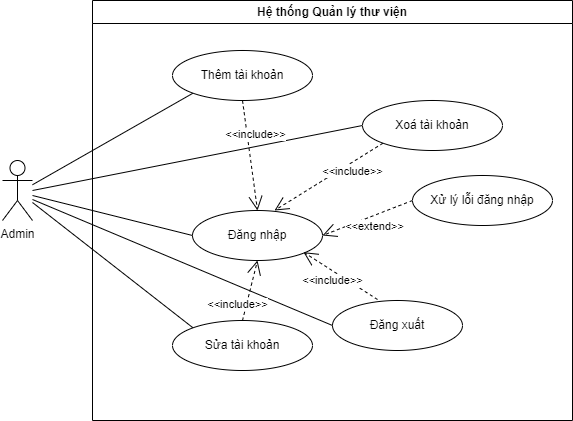 Hệ thống Quản lý thư viện
Thêm tài khoản
Xoá tài khoản
<<include>>
<<include>>
Xử lý lỗi đăng nhập
<<extend>>
Admin
Đăng nhập
<<include>>
<<include>>
Đăng xuất
Sửa tài khoản